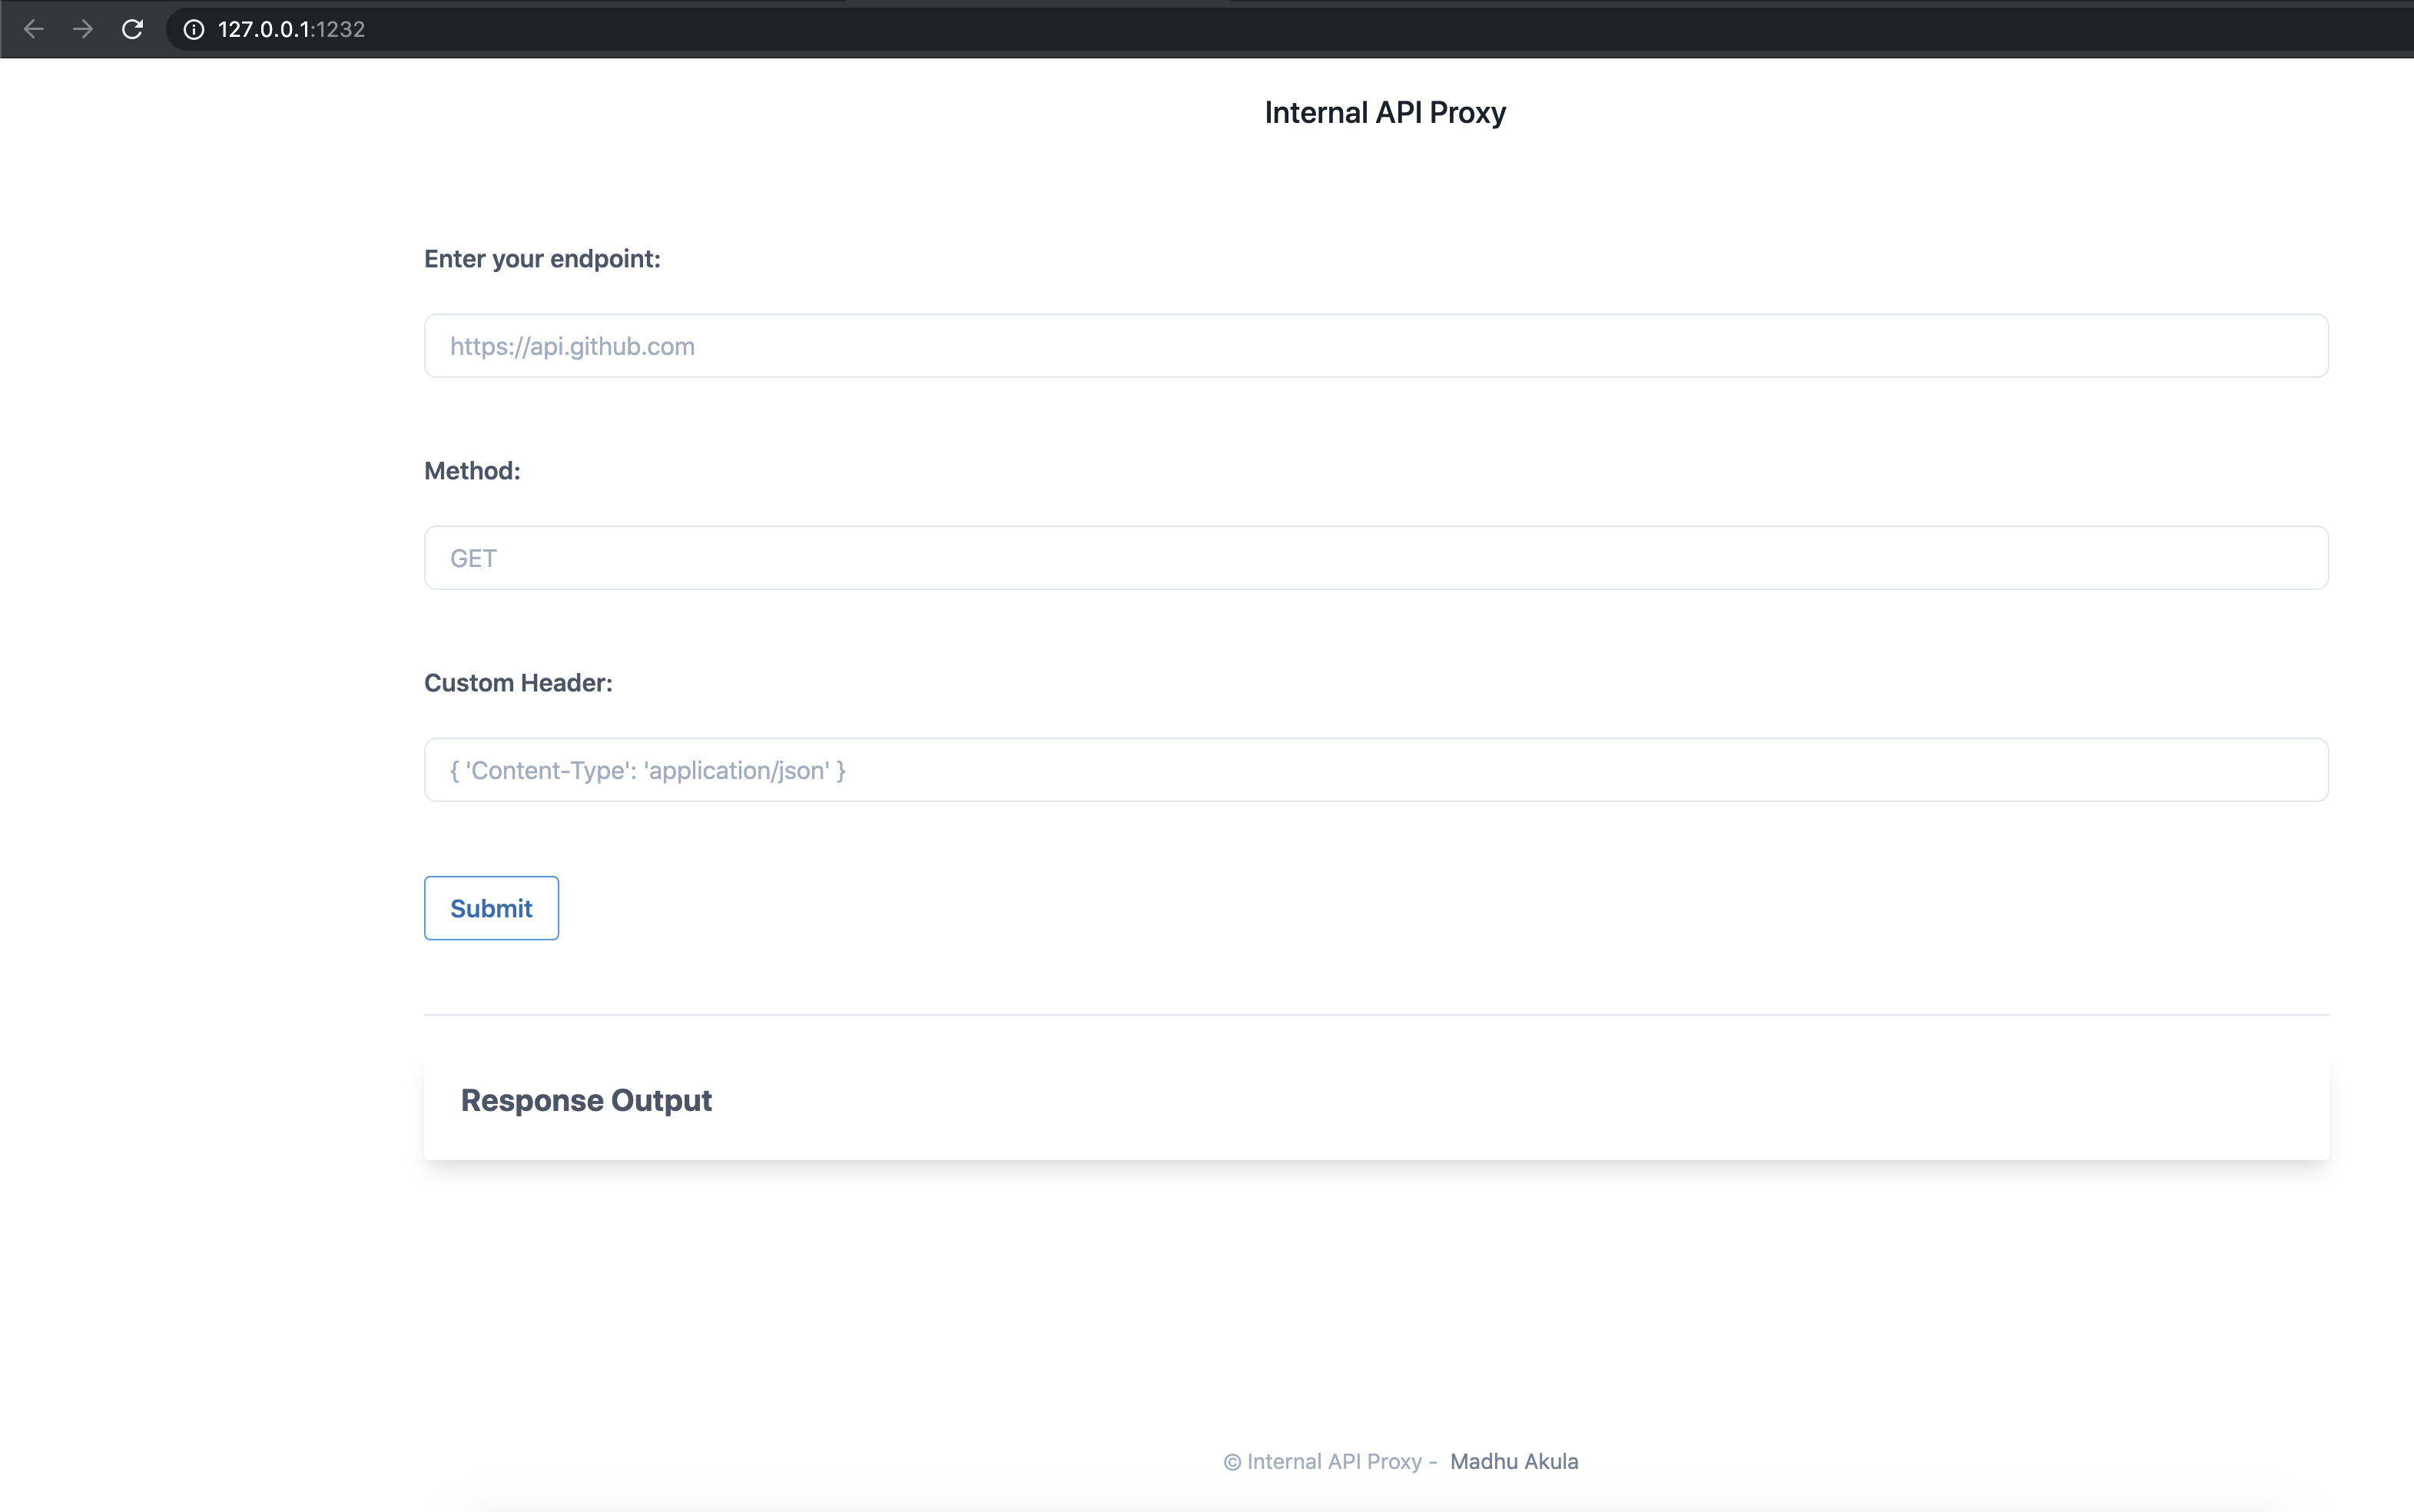 127.0.0.1:1232
Internal API Proxy
Enter your endpoint:
https://api.github.com
Method:
GET
Custom Header:
{ 'Content-Type': 'application/json' }
Submit
Response Output
© Internal API Proxy - Madhu Akula